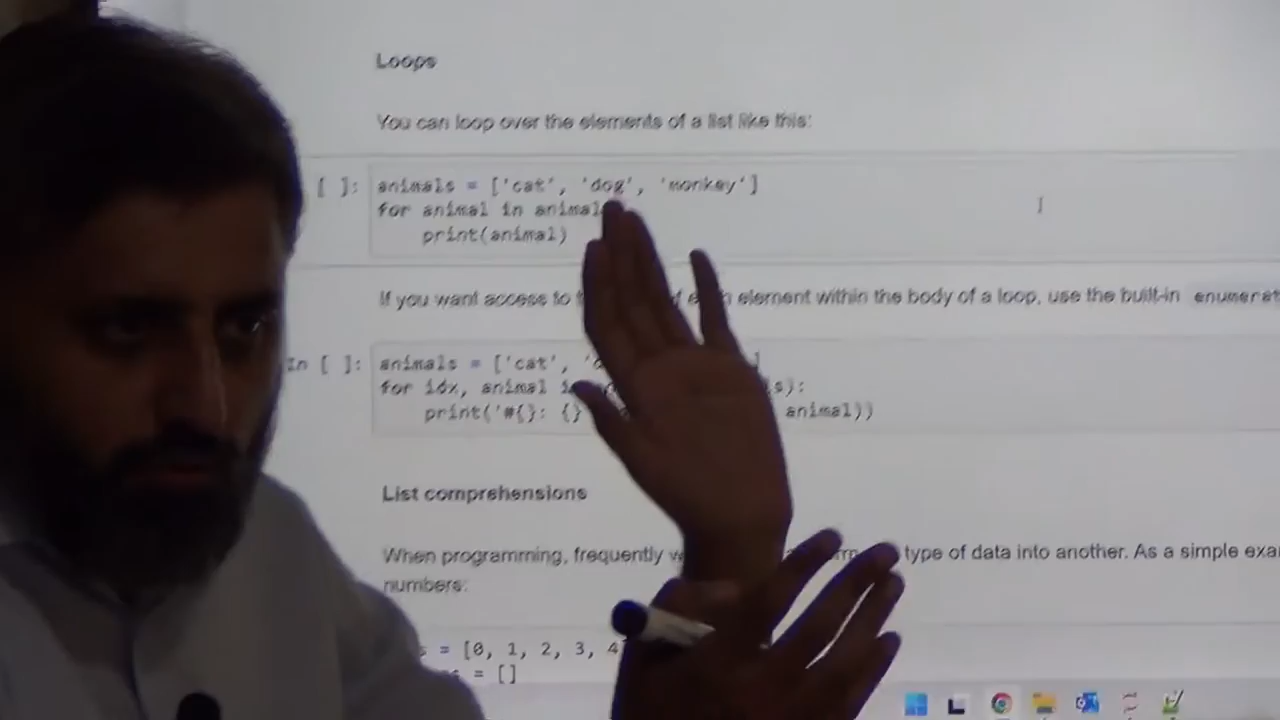 Loops
You can loop over the elements of a list like this:
[ ]: animals = ['cat', 'dog', 'monkey']
for animal in animal
print(animal)
If you want access to element within the body of a loop, use the built-in enumerat
In [ ]: animals = ['cat', 'd ]
for idx, animal in s):
print('#{}: {} animal))
List comprehensions
When programming, frequently type of data into another. As a simple exa
numbers:
s = [0, 1, 2, 3, 4
= []